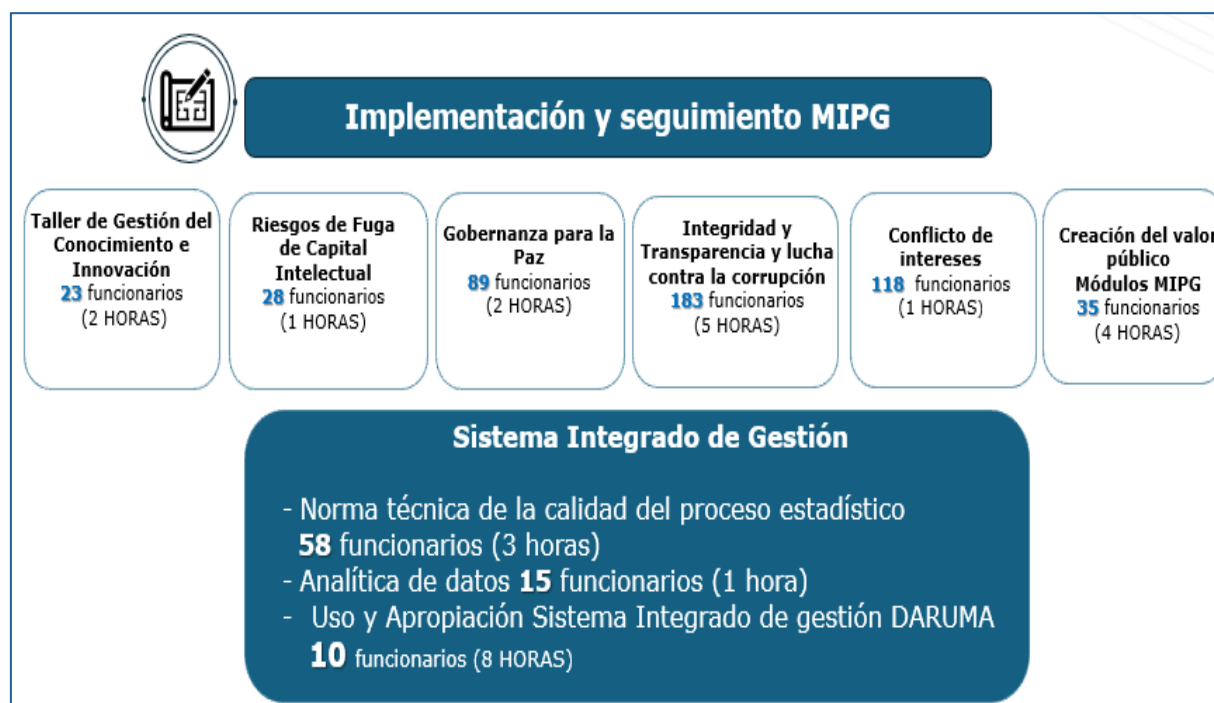 Implementación y seguimiento MIPG
Taller de Gestión del
Conocimiento e
Innovación
23 funcionarios
(2 HORAS)
Riesgos de Fuga
de Capital
Intelectual
28 funcionarios
(1 HORAS)
Gobernanza para la
Paz
89 funcionarios
(2 HORAS)
Integridad y
Transparencia y lucha
contra la corrupción
183 funcionarios
(5 HORAS)
Conflicto de
intereses
118 funcionarios
(1 HORAS)
Creación del valor
público
Módulos MIPG
35 funcionarios
(4 HORAS)
Sistema Integrado de Gestión
- Norma técnica de la calidad del proceso estadístico
58 funcionarios (3 horas)
- Analítica de datos 15 funcionarios (1 hora)
- Uso y Apropiación Sistema Integrado de gestión DARUMA
10 funcionarios (8 HORAS)